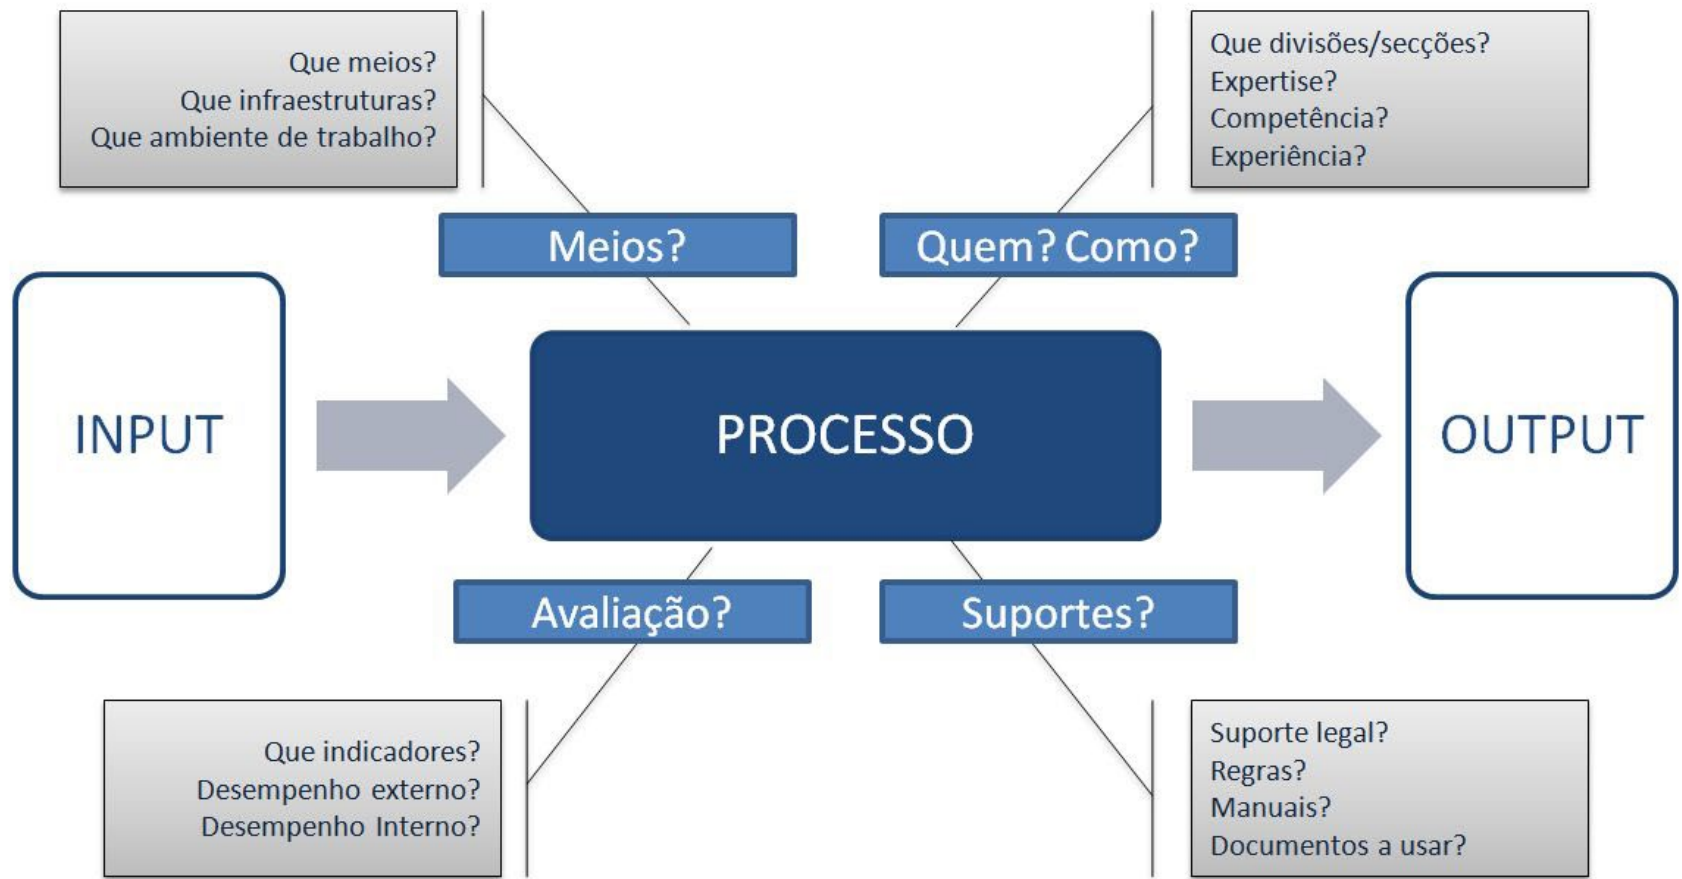 Que meios?
Que infraestruturas?
Que ambiente de trabalho?
Que divisões/secções?
Expertise?
Competência?
Experiência?
Meios?
Quem? Como?
INPUT
PROCESSO
OUTPUT
Avaliação?
Suportes?
Que indicadores?
Desempenho externo?
Desempenho Interno?
Suporte legal?
Regras?
Manuais?
Documentos a usar?